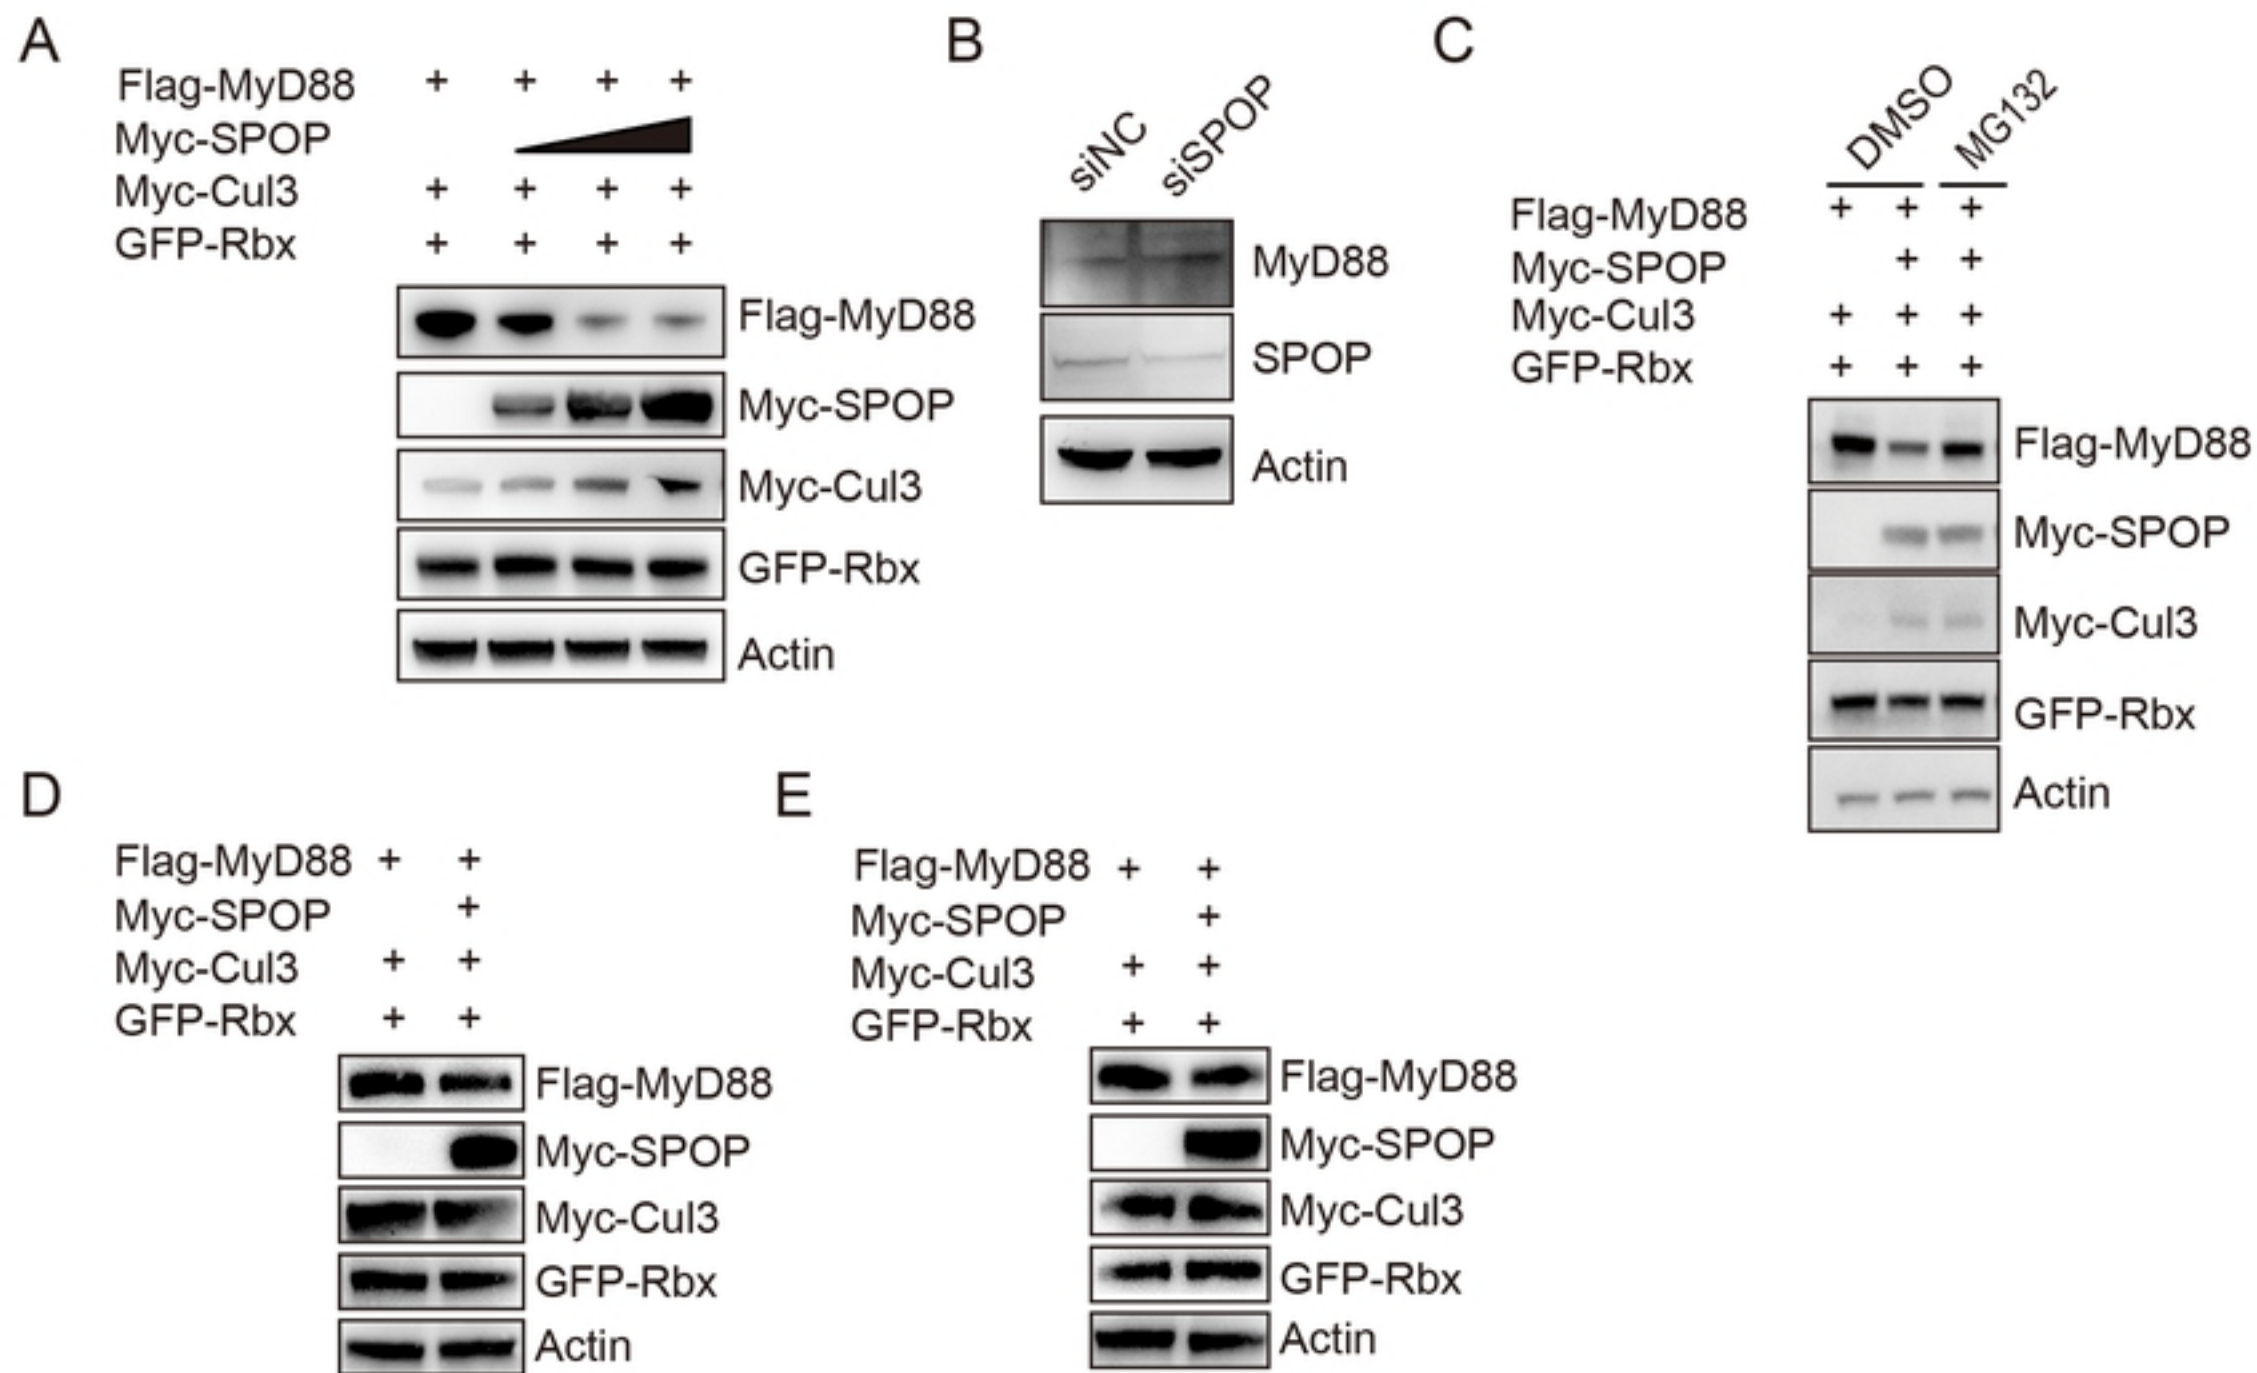 A
Flag-MyD88 + + + +
Myc-SPOP
Myc-Cul3 + + + +
GFP-Rbx + + + +
Flag-MyD88
Myc-SPOP
Myc-Cul3
GFP-Rbx
Actin
B
siNC siSPOP
MyD88
SPOP
Actin
C
DMSO MG132
Flag-MyD88 + + +
Myc-SPOP + +
Myc-Cul3 + + +
GFP-Rbx + + +
Flag-MyD88
Myc-SPOP
Myc-Cul3
GFP-Rbx
Actin
D
Flag-MyD88 + +
Myc-SPOP +
Myc-Cul3 + +
GFP-Rbx + +
Flag-MyD88
Myc-SPOP
Myc-Cul3
GFP-Rbx
Actin
E
Flag-MyD88 + +
Myc-SPOP +
Myc-Cul3 + +
GFP-Rbx + +
Flag-MyD88
Myc-SPOP
Myc-Cul3
GFP-Rbx
Actin